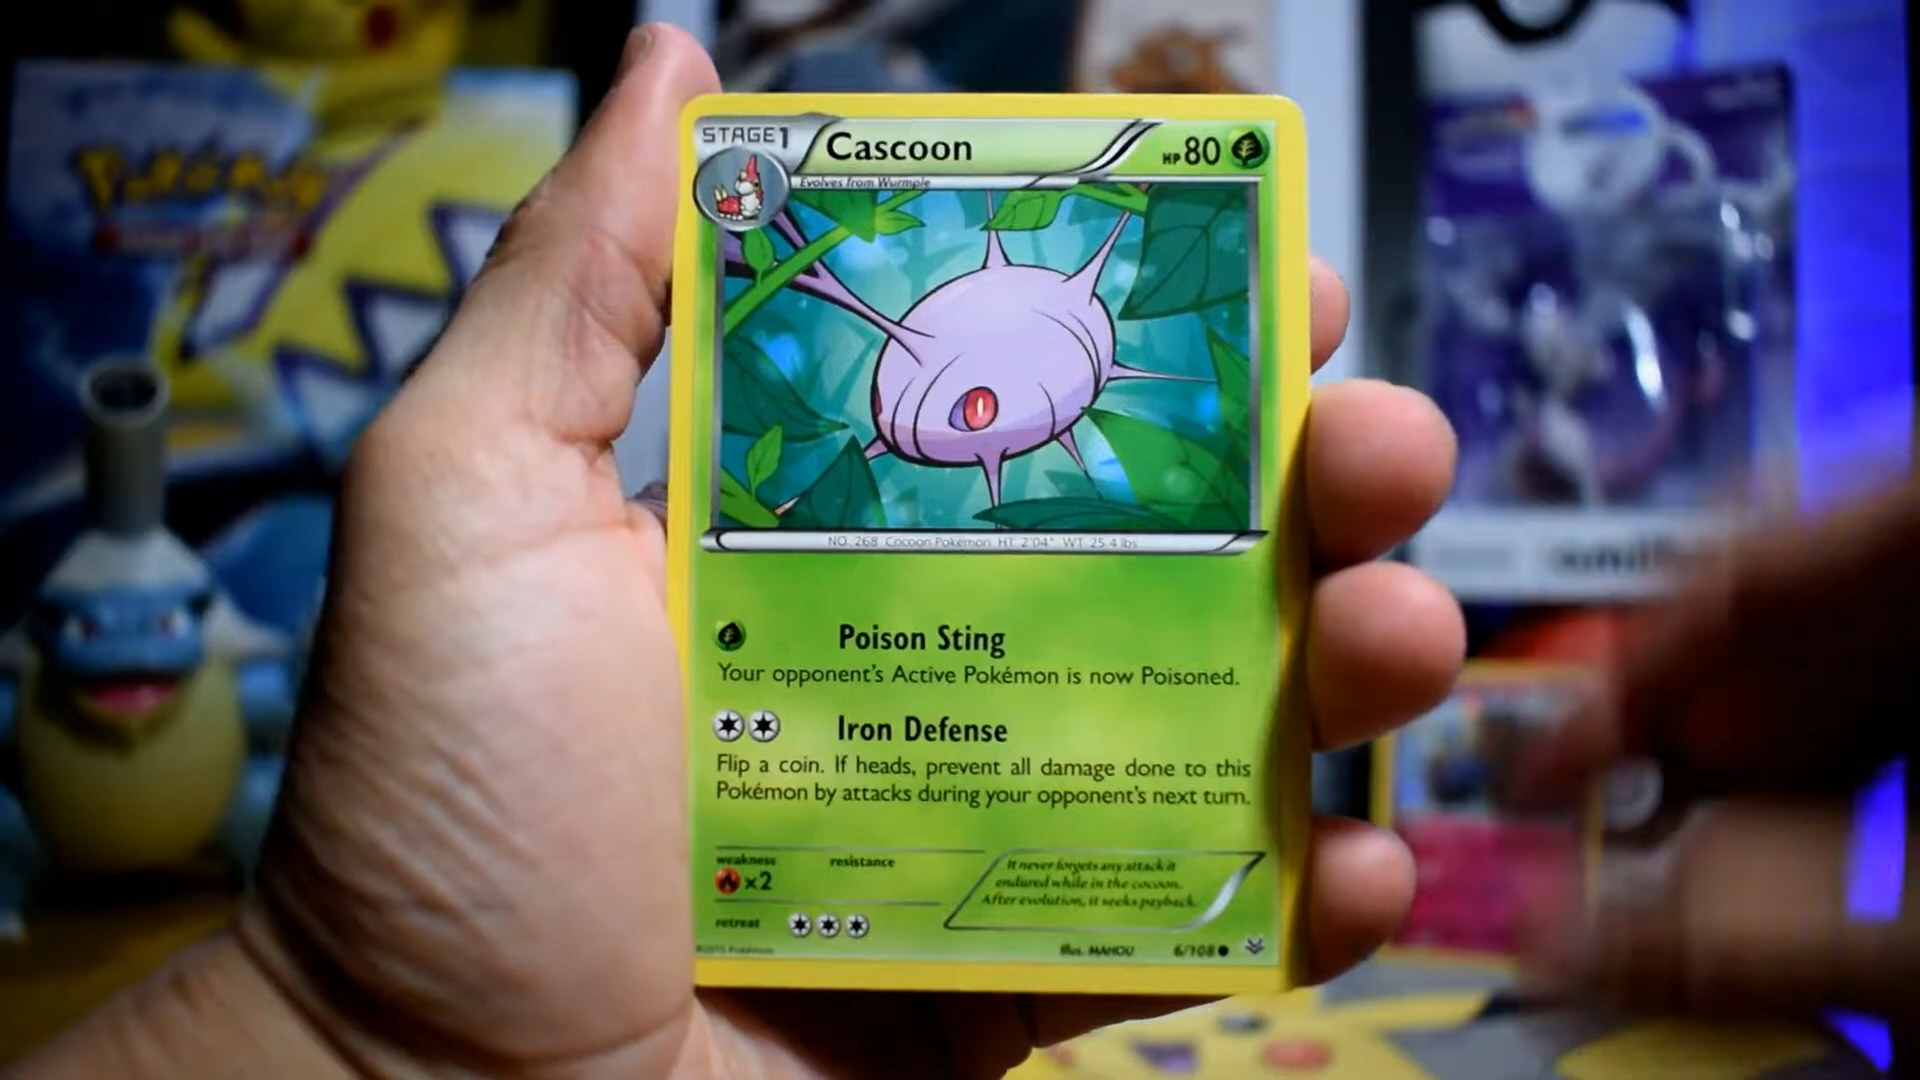 Pokémon
STAGE1
Cascoon
HP 80
Evolves from Wurmple
NO. 268 Cocoon Pokémon HT 2'04" WT 25.4 lbs
Poison Sting
Your opponent's Active Pokémon is now Poisoned.
Iron Defense
Flip a coin. If heads, prevent all damage done to this
Pokémon by attacks during your opponent's next turn.
weakness
×2
resistance
It never forgets any attack it
endured while in the cocoon.
After evolution, it seeks payback.
retreat
©2015 Pokémon
Illus. MAHOU
6/108